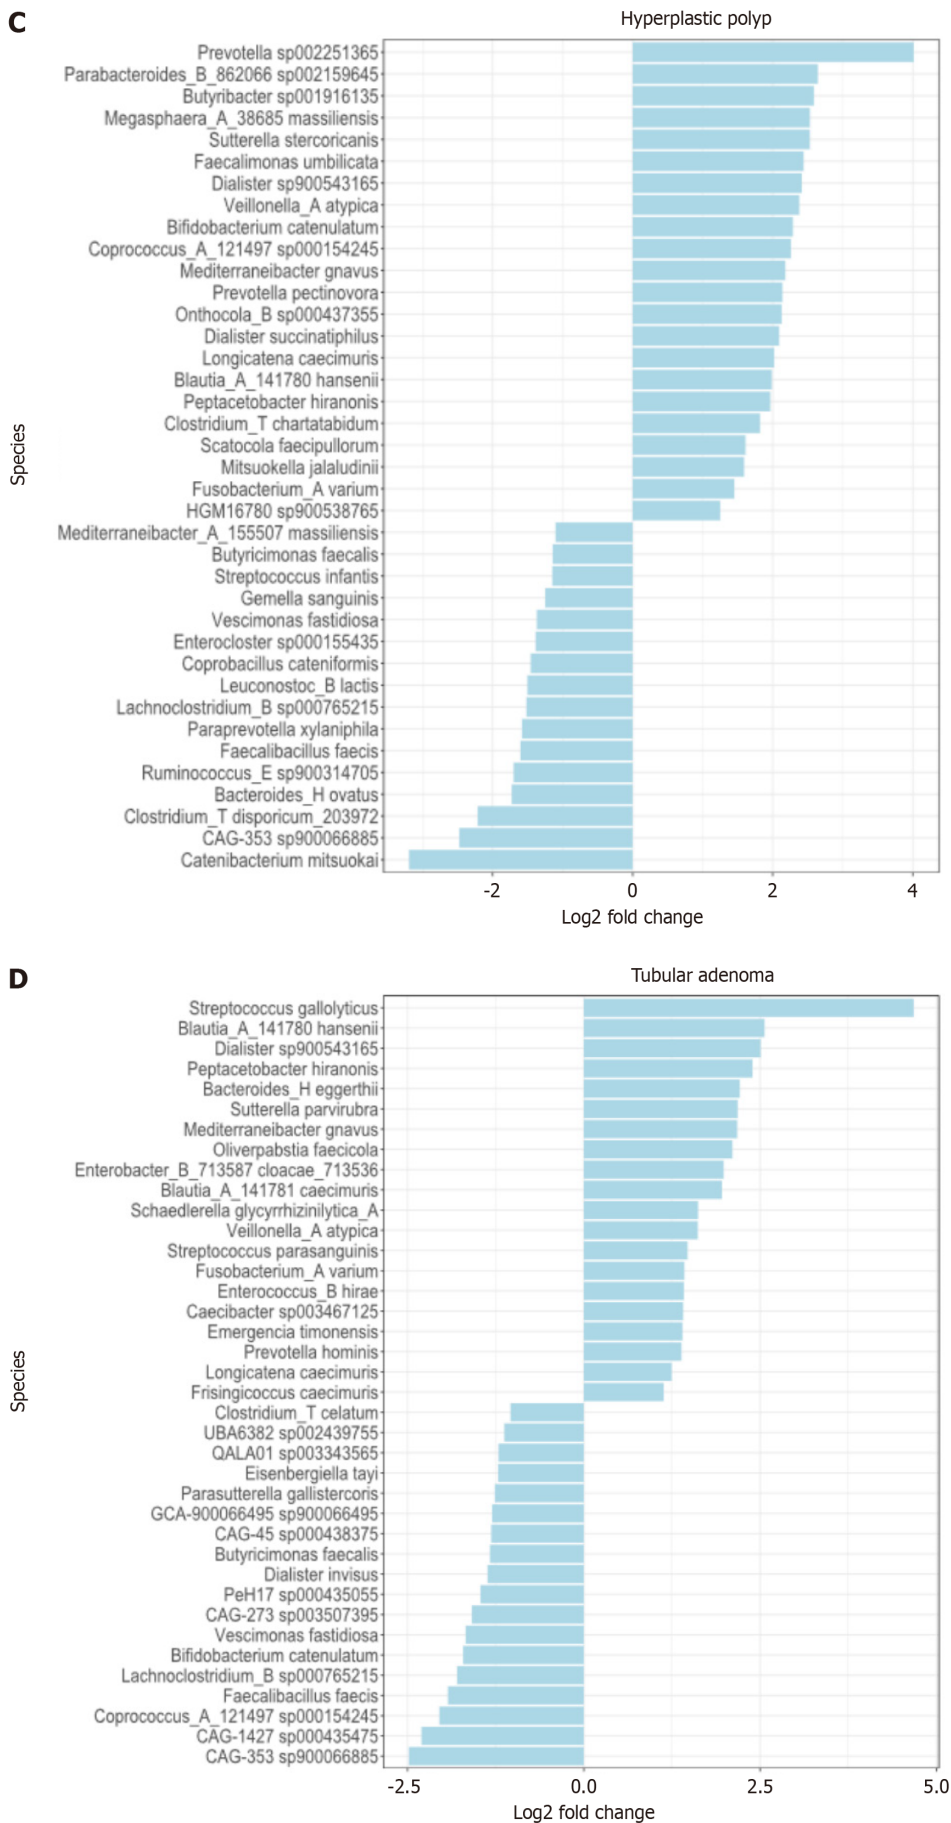 C
Hyperplastic polyp
Prevotella sp002251365
Parabacteroides_B_862066 sp002159645
Butyribacter sp001916135
Megasphaera_A_38685 massiliensis
Sutterella stercoricanis
Faecalimonas umbilicata
Dialister sp900543165
Veillonella_A atypica
Bifidobacterium catenulatum
Coprococcus_A_121497 sp000154245
Mediterraneibacter gnavus
Prevotella pectinovora
Onthocola_B sp000437355
Dialister succinatiphilus
Longicatena caecimuris
Blautia_A_141780 hansenii
Peptacetobacter hiranonis
Clostridium_T chartatabidum
Scatocola faecipullorum
Mitsuokella jalaludinii
Fusobacterium_A varium
HGM16780 sp900538765
Mediterraneibacter_A_155507 massiliensis
Butyricimonas faecalis
Streptococcus infantis
Gemella sanguinis
Vescimonas fastidiosa
Enterocloster sp000155435
Coprobacillus cateniformis
Leuconostoc_B lactis
Lachnoclostridium_B sp000765215
Paraprevotella xylaniphila
Faecalibacillus faecis
Ruminococcus_E sp900314705
Bacteroides_H ovatus
Clostridium_T disporicum_203972
CAG-353 sp900066885
Catenibacterium mitsuokai
Species
-2 0 2 4
Log2 fold change
D
Tubular adenoma
Streptococcus gallolyticus
Blautia_A_141780 hansenii
Dialister sp900543165
Peptacetobacter hiranonis
Bacteroides_H eggerthii
Sutterella parvirubra
Mediterraneibacter gnavus
Oliverpabstia faecicola
Enterobacter_B_713587 cloacae_713536
Blautia_A_141781 caecimuris
Schaedlerella glycyrrhizinilytica_A
Veillonella_A atypica
Streptococcus parasanguinis
Fusobacterium_A varium
Enterococcus_B hirae
Caecibacter sp003467125
Emergencia timonensis
Prevotella hominis
Longicatena caecimuris
Frisingicoccus caecimuris
Clostridium_T celatum
UBA6382 sp002439755
QALA01 sp003343565
Eisenbergiella tayi
Parasutterella gallistercoris
GCA-900066495 sp900066495
CAG-45 sp000438375
Butyricimonas faecalis
Dialister invisus
PeH17 sp000435055
CAG-273 sp003507395
Vescimonas fastidiosa
Bifidobacterium catenulatum
Lachnoclostridium_B sp000765215
Faecalibacillus faecis
Coprococcus_A_121497 sp000154245
CAG-1427 sp000435475
CAG-353 sp900066885
Species
-2.5 0.0 2.5 5.0
Log2 fold change